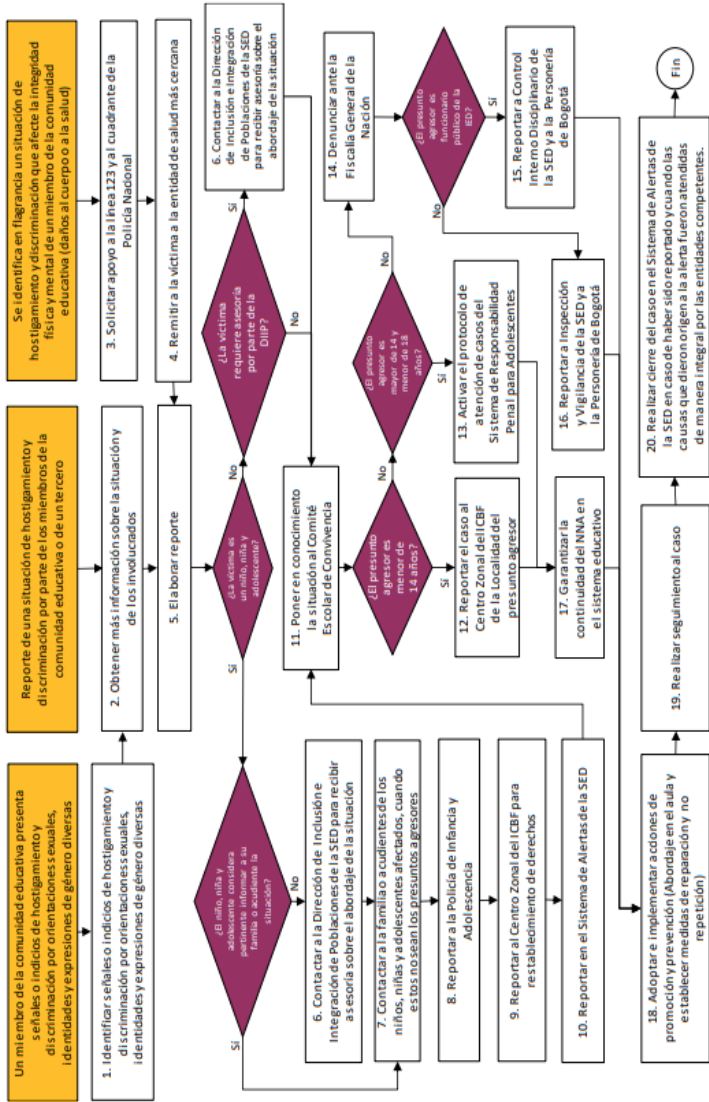 Un miembro de la comunidad educativa presenta
señales o indicios de hostigamiento y
discriminación por orientaciones sexuales,
identidades y expresiones de género diversas
Reporte de una situación de hostigamiento y
discriminación por parte de los miembros de la
comunidad educativa o de un tercero
Se identifica en flagrancia un situación de
hostigamiento y discriminación que afecte la integridad
física y mental de un miembro de la comunidad
educativa (daños al cuerpo o a la salud)
1. Identificar señales o indicios de hostigamiento y
discriminación por orientaciones sexuales,
identidades y expresiones de género diversas
2. Obtener más información sobre la situación y
de los involucrados
3. Solicitar apoyo a la línea 123 y al cuadrante de la
Policía Nacional
4. Remitir a la víctima a la entidad de salud más cercana
5. Elaborar reporte
¿La víctima es
un niño, niña y
adolescente?
Sí
No
¿La víctima
requiere asesoría
por parte de la
DIIP?
Sí
No
6. Contactar a la Dirección
de Inclusión e Integración
de Poblaciones de la SED
para recibir asesoría sobre el
abordaje de la situación
¿El niño, niña y
adolescente considera
pertinente informar a su
familia o acudiente la
situación?
Sí
No
6. Contactar a la Dirección de Inclusión e
Integración de Poblaciones de la SED para recibir
asesoría sobre el abordaje de la situación
7. Contactar a la familia o acudientes de los
niños, niñas y adolescentes afectados, cuando
estos no sean los presuntos agresores
8. Reportar a la Policía de Infancia y
Adolescencia
9. Reportar al Centro Zonal del ICBF para
restablecimiento de derechos
10. Reportar en el Sistema de Alertas de la SED
11. Poner en conocimiento
la situación al Comité
Escolar de Convivencia
¿El presunto
agresor es
menor de
14 años?
Sí
No
12. Reportar el caso al
Centro Zonal del ICBF
de la Localidad del
presunto agresor
¿El presunto
agresor es
mayor de 14 y
menor de 18
años?
Sí
No
13. Activar el protocolo de
atención de casos del
Sistema de Responsabilidad
Penal para Adolescentes
14. Denunciar ante la
Fiscalía General de la
Nación
¿El presunto
agresor es
funcionario
público de la
IED?
Sí
No
15. Reportar a Control
Interno Disciplinario de
la SED y a la Personería
de Bogotá
16. Reportar a Inspección
y Vigilancia de la SED y a
la Personería de Bogotá
17. Garantizar la
continuidad del NNA en
el sistema educativo
18. Adoptar e implementar acciones de
promoción y prevención (Abordaje en el aula y
establecer medidas de reparación y no
repetición)
19. Realizar seguimiento al caso
20. Realizar cierre del caso en el Sistema de Alertas de
la SED en caso de haber sido reportado y cuando las
causas que dieron origen a la alerta fueron atendidas
de manera integral por las entidades competentes.
Fin